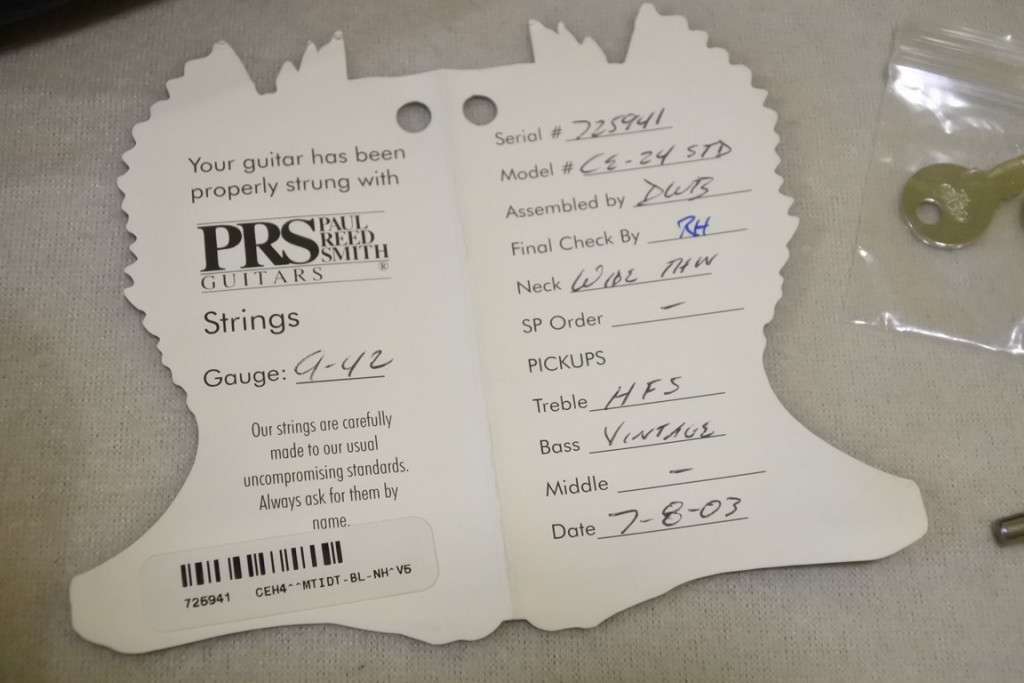 Your guitar has been
properly strung with
PRS PAUL REED SMITH
GUITARS ®
Strings
Gauge: 9-42
Our strings are carefully
made to our usual
uncompromising standards.
Always ask for them by
name.
725941 CEH4^^MTIDT-BL-NH^V5
Serial # 725941
Model # CE-24 STD
Assembled by DWB
Final Check By RH
Neck WIDE THIN
SP Order -
PICKUPS
Treble HFS
Bass VINTAGE
Middle -
Date 7-8-03